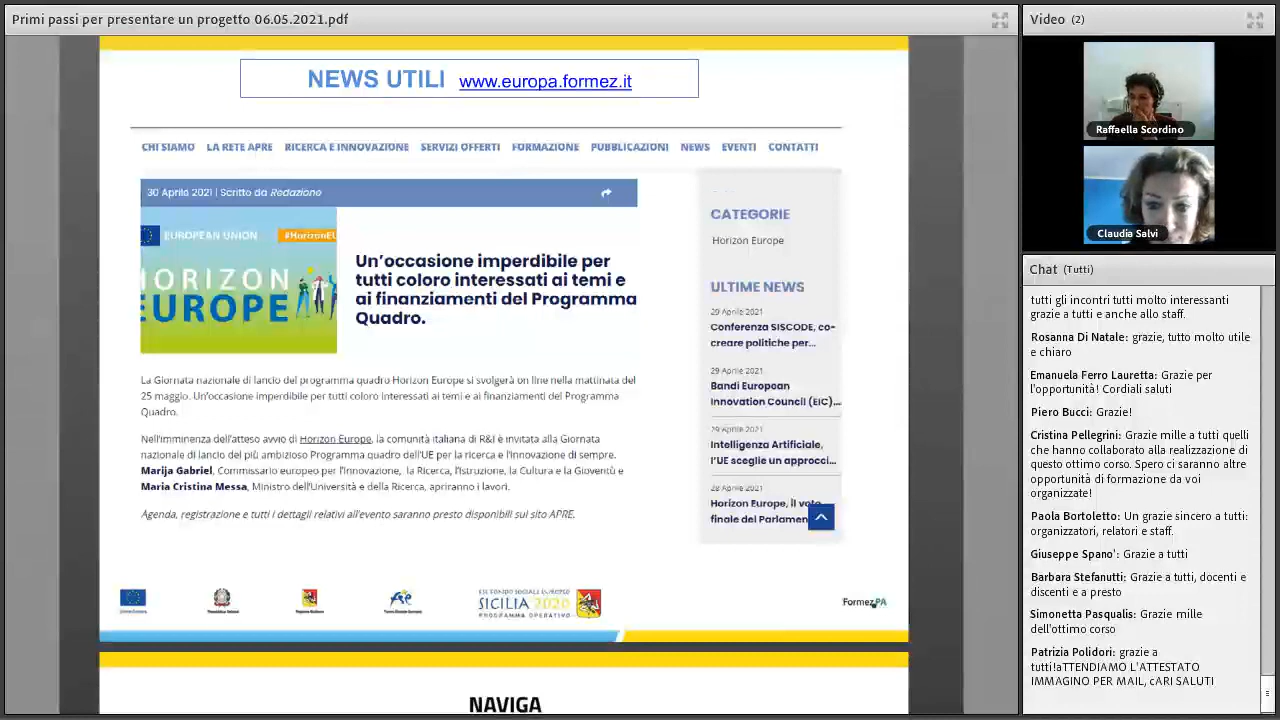 Primi passi per presentare un progetto 06.05.2021.pdf
NEWS UTILI www.europa.formez.it
CHI SIAMO LA RETE APRE RICERCA E INNOVAZIONE SERVIZI OFFERTI FORMAZIONE PUBBLICAZIONI NEWS EVENTI CONTATTI
30 Aprile 2021 | Scritto da Redazione
EUROPEAN UNION #HorizonEU
HORIZON
EUROPE
Un'occasione imperdibile per
tutti coloro interessati ai temi e
ai finanziamenti del Programma
Quadro.
La Giornata nazionale di lancio del programma quadro Horizon Europe si svolgerà on line nella mattinata del
25 maggio. Un'occasione imperdibile per tutti coloro interessati ai temi e ai finanziamenti del Programma
Quadro.
Nell'imminenza dell'atteso avvio di Horizon Europe, la comunità italiana di R&I è invitata alla Giornata
nazionale di lancio del più ambizioso Programma quadro dell'UE per la ricerca e l'innovazione di sempre.
Marija Gabriel, Commissario europeo per l'Innovazione, la Ricerca, l'Istruzione, la Cultura e la Gioventù e
Maria Cristina Messa, Ministro dell'Università e della Ricerca, apriranno i lavori.
Agenda, registrazione e tutti i dettagli relativi all'evento saranno presto disponibili sul sito APRE.
CATEGORIE
Horizon Europe
ULTIME NEWS
29 Aprile 2021
Conferenza SISCODE, co-
creare politiche per...
29 Aprile 2021
Bandi European
Innovation Council (EIC)...
29 Aprile 2021
Intelligenza Artificiale,
l'UE sceglie un approcci...
28 Aprile 2021
Horizon Europe, il voto
finale del Parlamen
SICILIA 2020
PROGRAMMA OPERATIVO
Formez PA
NAVIGA
Video (2)
Raffaella Scordino
Claudia Salvi
Chat (Tutti)
tutti gli incontri tutti molto interessanti
grazie a tutti e anche allo staff.
Rosanna Di Natale: grazie, tutto molto utile
e chiaro
Emanuela Ferro Lauretta: Grazie per
l'opportunità! Cordiali saluti
Piero Bucci: Grazie!
Cristina Pellegrini: Grazie mille a tutti quelli
che hanno collaborato alla realizzazione di
questo ottimo corso. Spero ci saranno altre
opportunità di formazione da voi
organizzate!
Paola Bortoletto: Un grazie sincero a tutti:
organizzatori, relatori e staff.
Giuseppe Spano': Grazie a tutti
Barbara Stefanutti: Grazie a tutti, docenti e
discenti e a presto
Simonetta Pasqualis: Grazie mille
dell'ottimo corso
Patrizia Polidori: grazie a
tutti!aTTENDIAMO L'ATTESTATO
IMMAGINO PER MAIL, cARI SALUTI